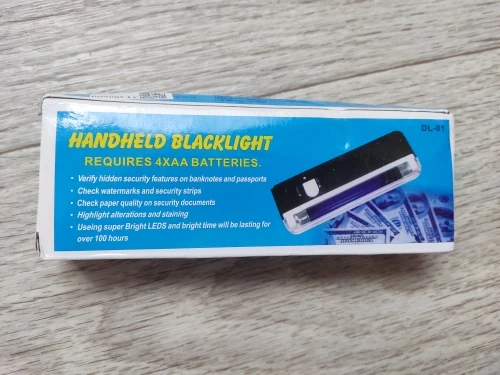 HANDHELD BLACKLIGHT
DL-01
REQUIRES 4XAA BATTERIES.
• Verify hidden security features on banknotes and passports
• Check watermarks and security strips
• Check paper quality on security documents
• Highlight alterations and staining
• Useing super Bright LEDS and bright time will be lasting for
over 100 hours